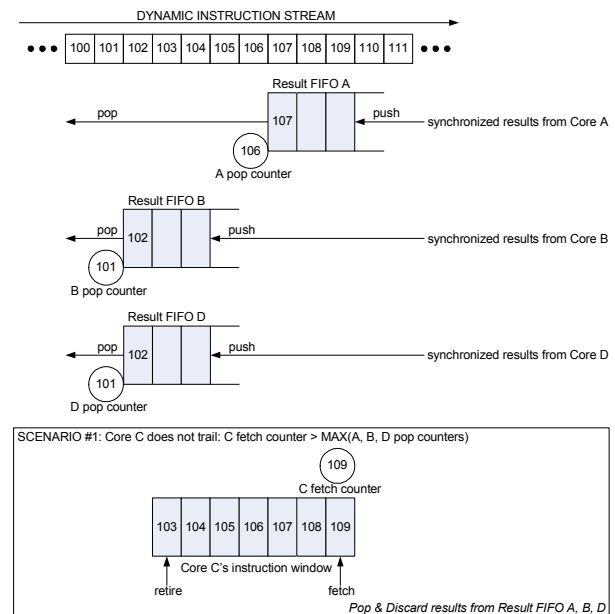 DYNAMIC INSTRUCTION STREAM
100 101 102 103 104 105 106 107 108 109 110 111
Result FIFO A
pop
107
push
synchronized results from Core A
106
A pop counter
Result FIFO B
pop
102
push
synchronized results from Core B
101
B pop counter
Result FIFO D
pop
102
push
synchronized results from Core D
101
D pop counter
SCENARIO #1: Core C does not trail: C fetch counter > MAX(A, B, D pop counters)
109
C fetch counter
103 104 105 106 107 108 109
Core C's instruction window
retire
fetch
Pop & Discard results from Result FIFO A, B, D